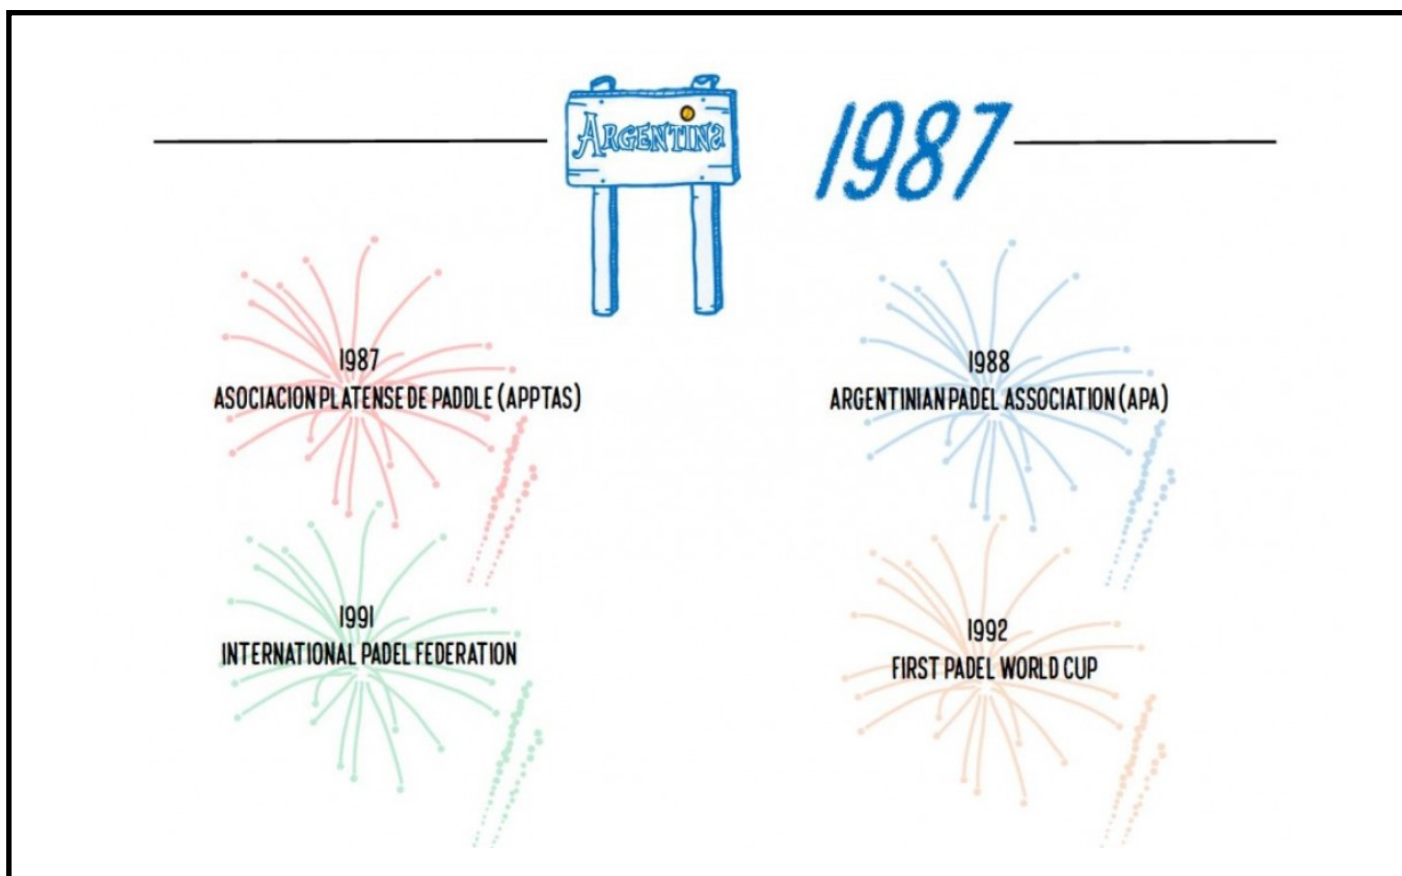 ARGENTINA
1987
1987
ASOCIACION PLATENSE DE PADDLE (APPTAS)
1988
ARGENTINIAN PADEL ASSOCIATION (APA)
1991
INTERNATIONAL PADEL FEDERATION
1992
FIRST PADEL WORLD CUP